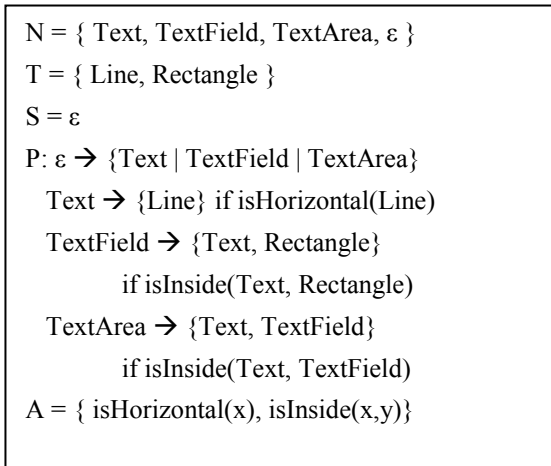 N = { Text, TextField, TextArea, ε }
T = { Line, Rectangle }
S = ε
P: ε → {Text | TextField | TextArea}
Text → {Line} if isHorizontal(Line)
TextField → {Text, Rectangle}
if isInside(Text, Rectangle)
TextArea → {Text, TextField}
if isInside(Text, TextField)
A = { isHorizontal(x), isInside(x,y)}